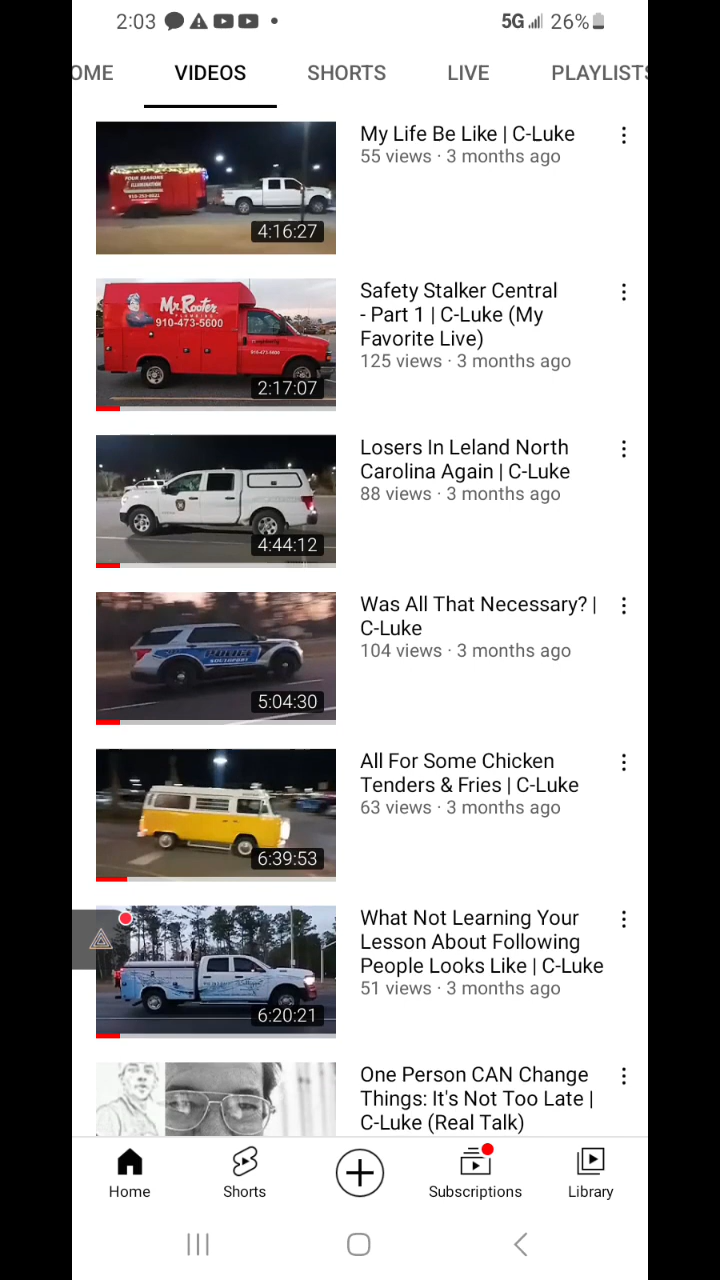 2:03
5G 26%
OME VIDEOS SHORTS LIVE PLAYLISTS
FOUR SEASONS
ILLUMINATION
4:16:27
My Life Be Like | C-Luke
55 views · 3 months ago
Mr. Rooter
PLUMBING
910-473-5600
910-473-5600
2:17:07
Safety Stalker Central
- Part 1 | C-Luke (My
Favorite Live)
125 views · 3 months ago
4:44:12
Losers In Leland North
Carolina Again | C-Luke
88 views · 3 months ago
POLICE
SOUTHPORT
5:04:30
Was All That Necessary? |
C-Luke
104 views · 3 months ago
6:39:53
All For Some Chicken
Tenders & Fries | C-Luke
63 views · 3 months ago
6:20:21
What Not Learning Your
Lesson About Following
People Looks Like | C-Luke
51 views · 3 months ago
One Person CAN Change
Things: It's Not Too Late |
C-Luke (Real Talk)
Home Shorts Subscriptions Library